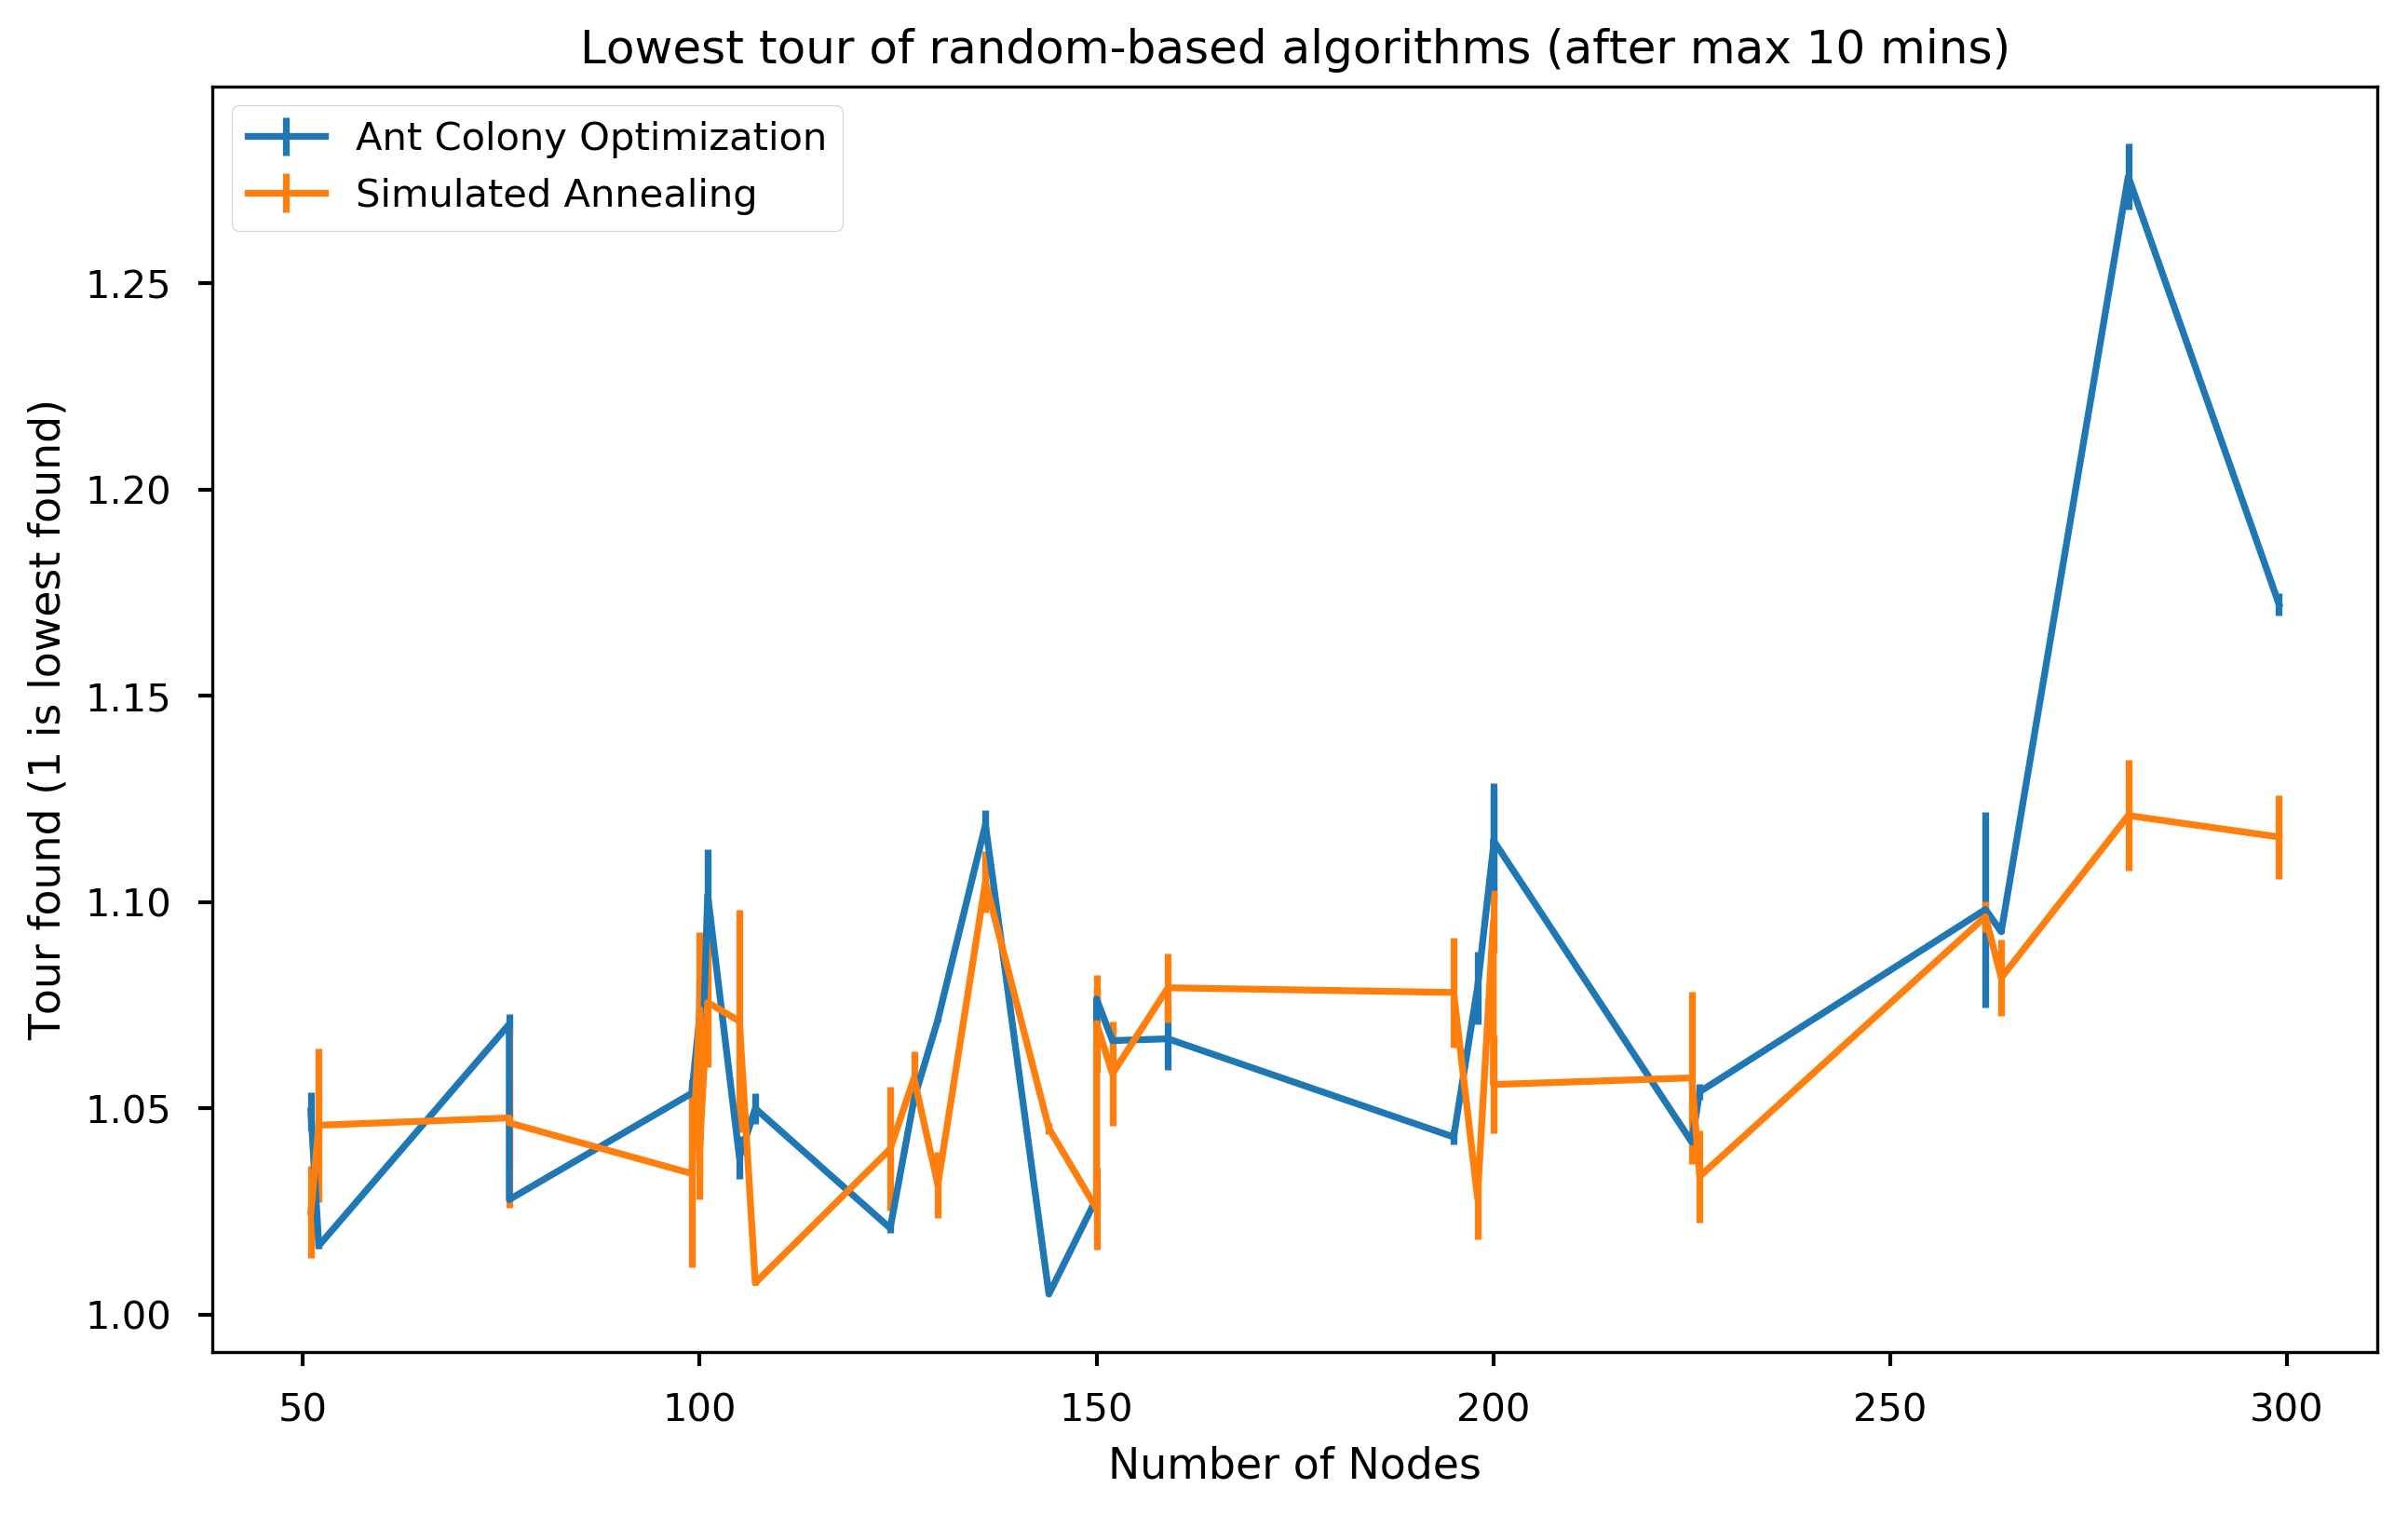 Lowest tour of random-based algorithms (after max 10 mins)
Ant Colony Optimization
Simulated Annealing
Tour found (1 is lowest found)
1.25
1.20
1.15
1.10
1.05
1.00
50 100 150 200 250 300
Number of Nodes